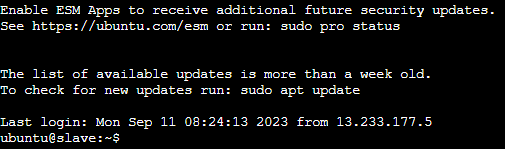 Enable ESM Apps to receive additional future security updates.
See https://ubuntu.com/esm or run: sudo pro status
The list of available updates is more than a week old.
To check for new updates run: sudo apt update
Last login: Mon Sep 11 08:24:13 2023 from 13.233.177.5
ubuntu@slave:~$